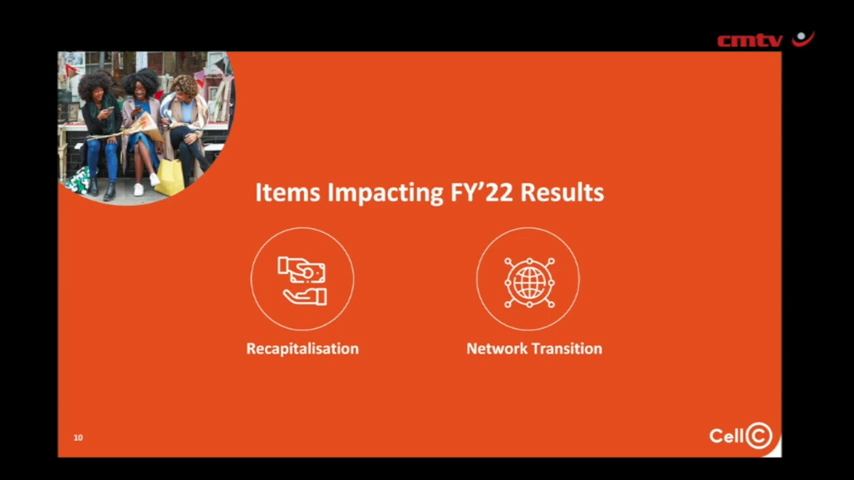 cmtv
Items Impacting FY’22 Results
Recapitalisation
Network Transition
10
Cell C